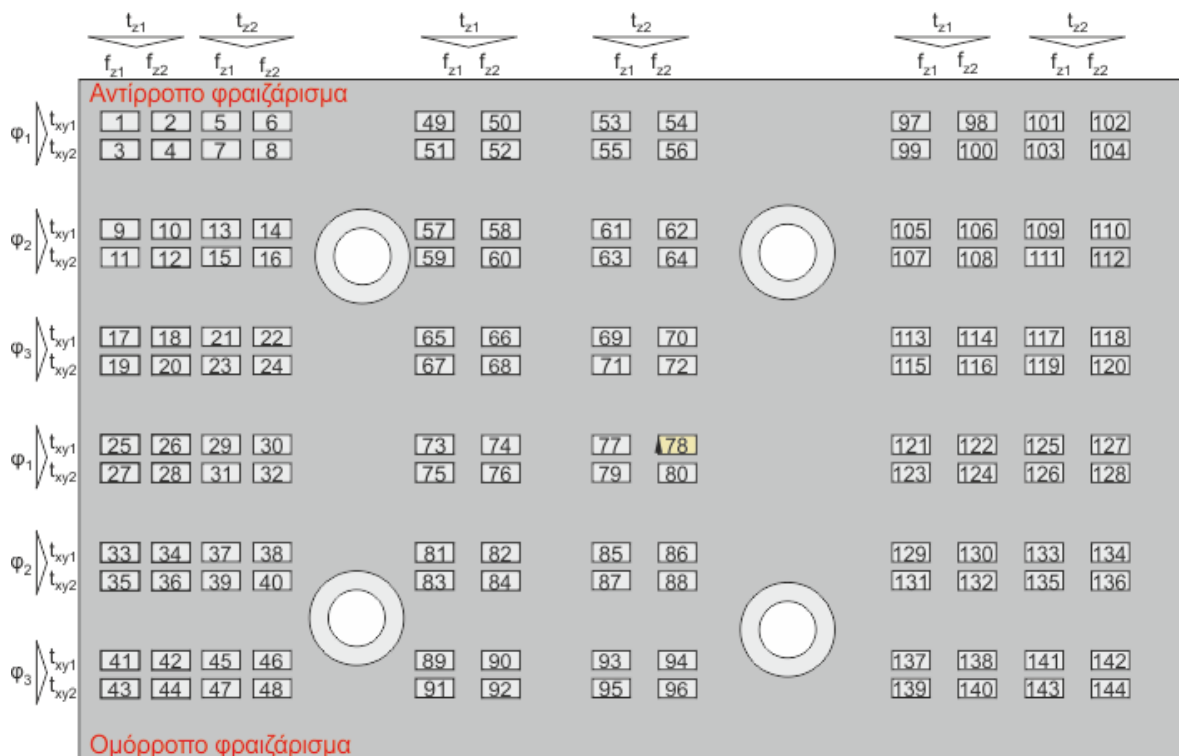 t_z1 t_z2 t_z1 t_z2 t_z1 t_z2
f_z1 f_z2 f_z1 f_z2 f_z1 f_z2 f_z1 f_z2 f_z1 f_z2 f_z1 f_z2
Αντίρροπο φραιζάρισμα
φ_1 t_xy1 1 2 5 6 49 50 53 54 97 98 101 102
t_xy2 3 4 7 8 51 52 55 56 99 100 103 104
φ_2 t_xy1 9 10 13 14 57 58 61 62 105 106 109 110
t_xy2 11 12 15 16 59 60 63 64 107 108 111 112
φ_3 t_xy1 17 18 21 22 65 66 69 70 113 114 117 118
t_xy2 19 20 23 24 67 68 71 72 115 116 119 120
φ_1 t_xy1 25 26 29 30 73 74 77 78 121 122 125 127
t_xy2 27 28 31 32 75 76 79 80 123 124 126 128
φ_2 t_xy1 33 34 37 38 81 82 85 86 129 130 133 134
t_xy2 35 36 39 40 83 84 87 88 131 132 135 136
φ_3 t_xy1 41 42 45 46 89 90 93 94 137 138 141 142
t_xy2 43 44 47 48 91 92 95 96 139 140 143 144
Ομόρροπο φραιζάρισμα